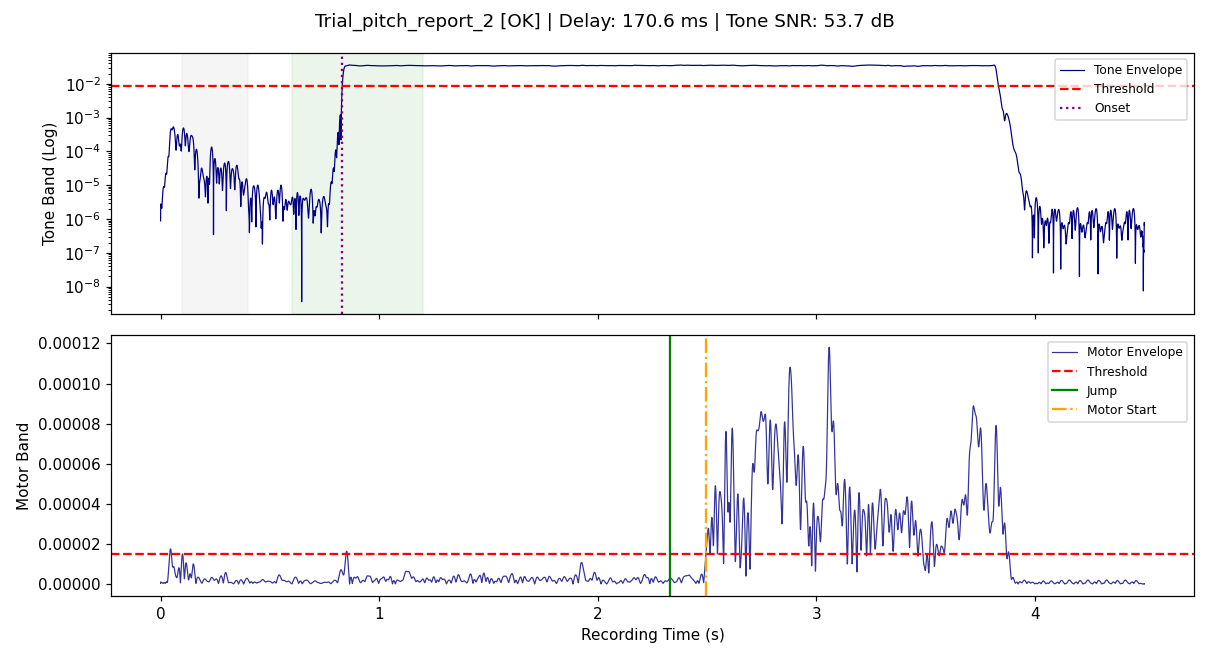 Trial_pitch_report_2 [OK] | Delay: 170.6 ms | Tone SNR: 53.7 dB
Tone Band (Log)
10⁻²
10⁻³
10⁻⁴
10⁻⁵
10⁻⁶
10⁻⁷
10⁻⁸
Tone Envelope
Threshold
Onset
Motor Band
0.00012
0.00010
0.00008
0.00006
0.00004
0.00002
0.00000
Motor Envelope
Threshold
Jump
Motor Start
0 1 2 3 4
Recording Time (s)